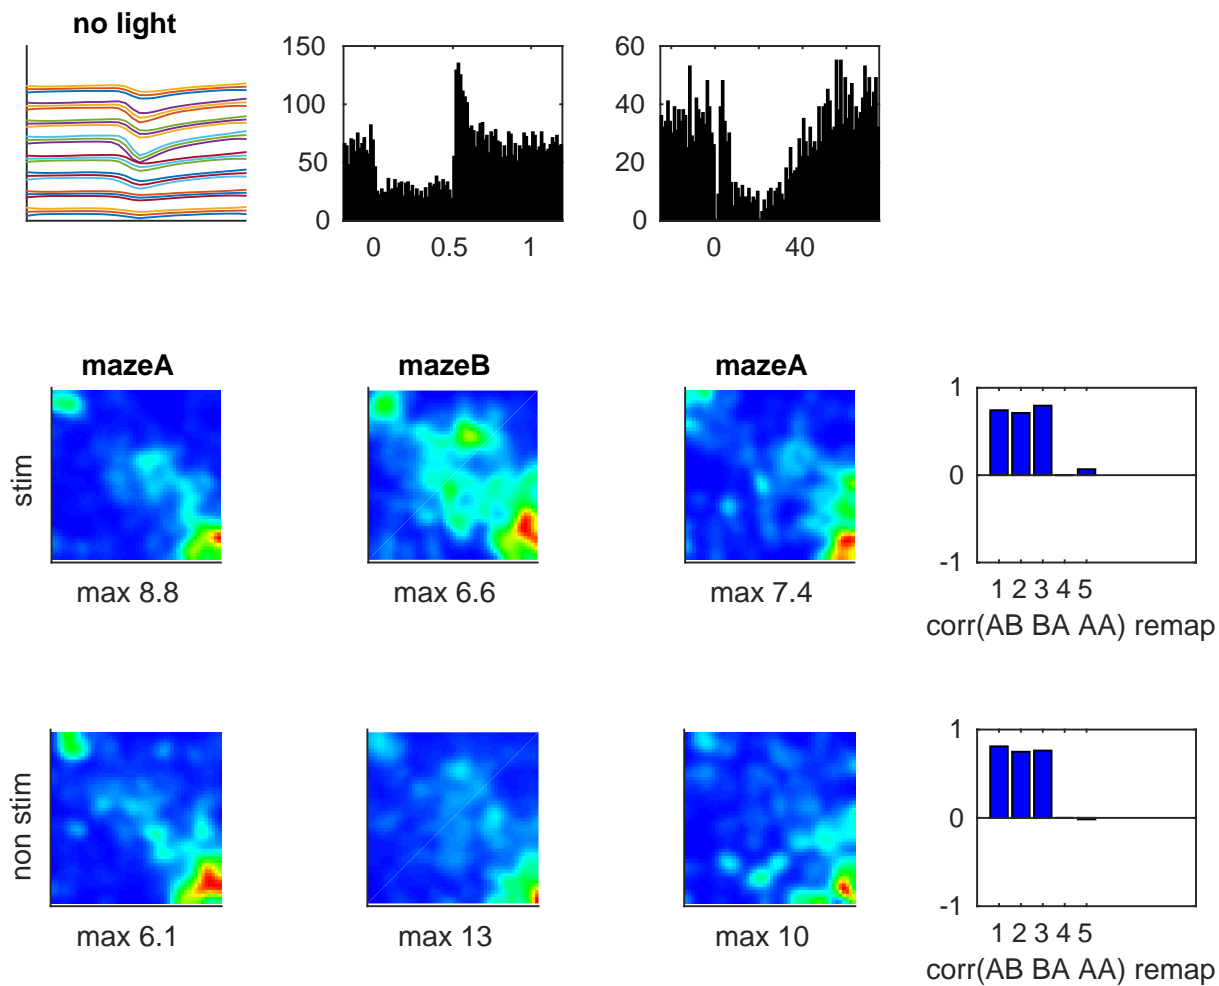 no light
150
100
50
0
0 0.5 1
60
40
20
0
0 40
mazeA mazeB mazeA
stim
max 8.8 max 6.6 max 7.4
1
0
-1
1 2 3 4 5
corr(AB BA AA) remap
non stim
max 6.1 max 13 max 10
1
0
-1
1 2 3 4 5
corr(AB BA AA) remap